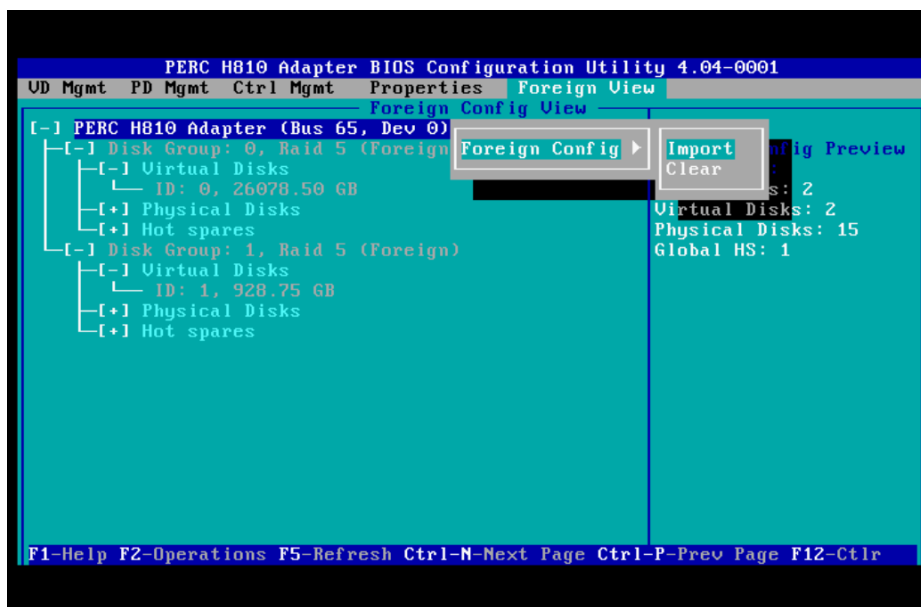 PERC H810 Adapter BIOS Configuration Utility 4.04-0001
VD Mgmt PD Mgmt Ctrl Mgmt Properties Foreign View
Foreign Config View
[-] PERC H810 Adapter (Bus 65, Dev 0)
[-] Disk Group: 0, Raid 5 (Foreign
[-] Virtual Disks
ID: 0, 26078.50 GB
[+] Physical Disks
[+] Hot spares
[-] Disk Group: 1, Raid 5 (Foreign)
[-] Virtual Disks
ID: 1, 928.75 GB
[+] Physical Disks
[+] Hot spares
Foreign Config
Import
Clear
fig Preview
s: 2
Virtual Disks: 2
Physical Disks: 15
Global HS: 1
F1-Help F2-Operations F5-Refresh Ctrl-N-Next Page Ctrl-P-Prev Page F12-Ctlr